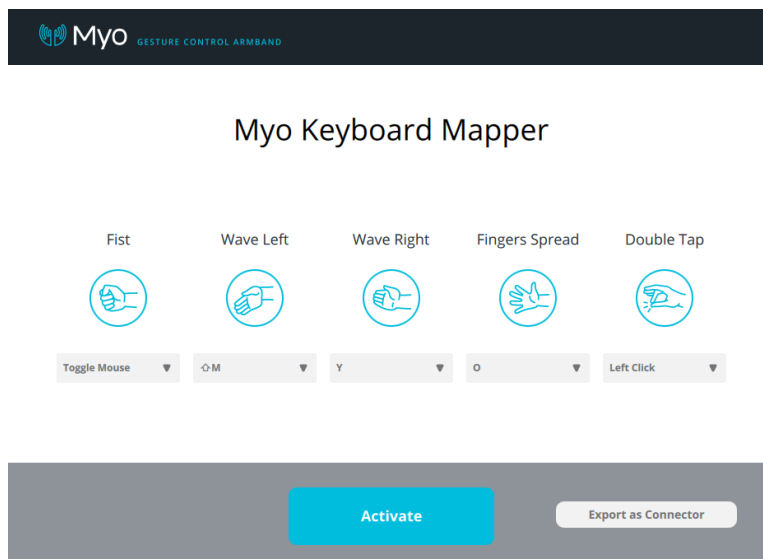 Myo GESTURE CONTROL ARMBAND
Myo Keyboard Mapper
Fist Wave Left Wave Right Fingers Spread Double Tap
Toggle Mouse ▼ ⇧M ▼ Y ▼ O ▼ Left Click ▼
Activate
Export as Connector